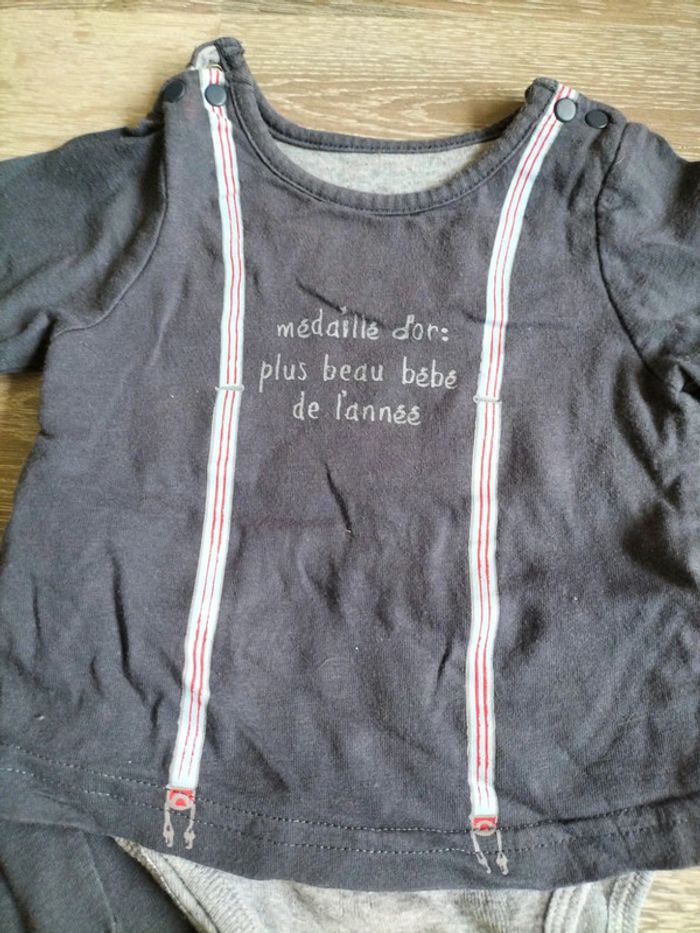 médaille d'or:
plus beau bébé
de l'année